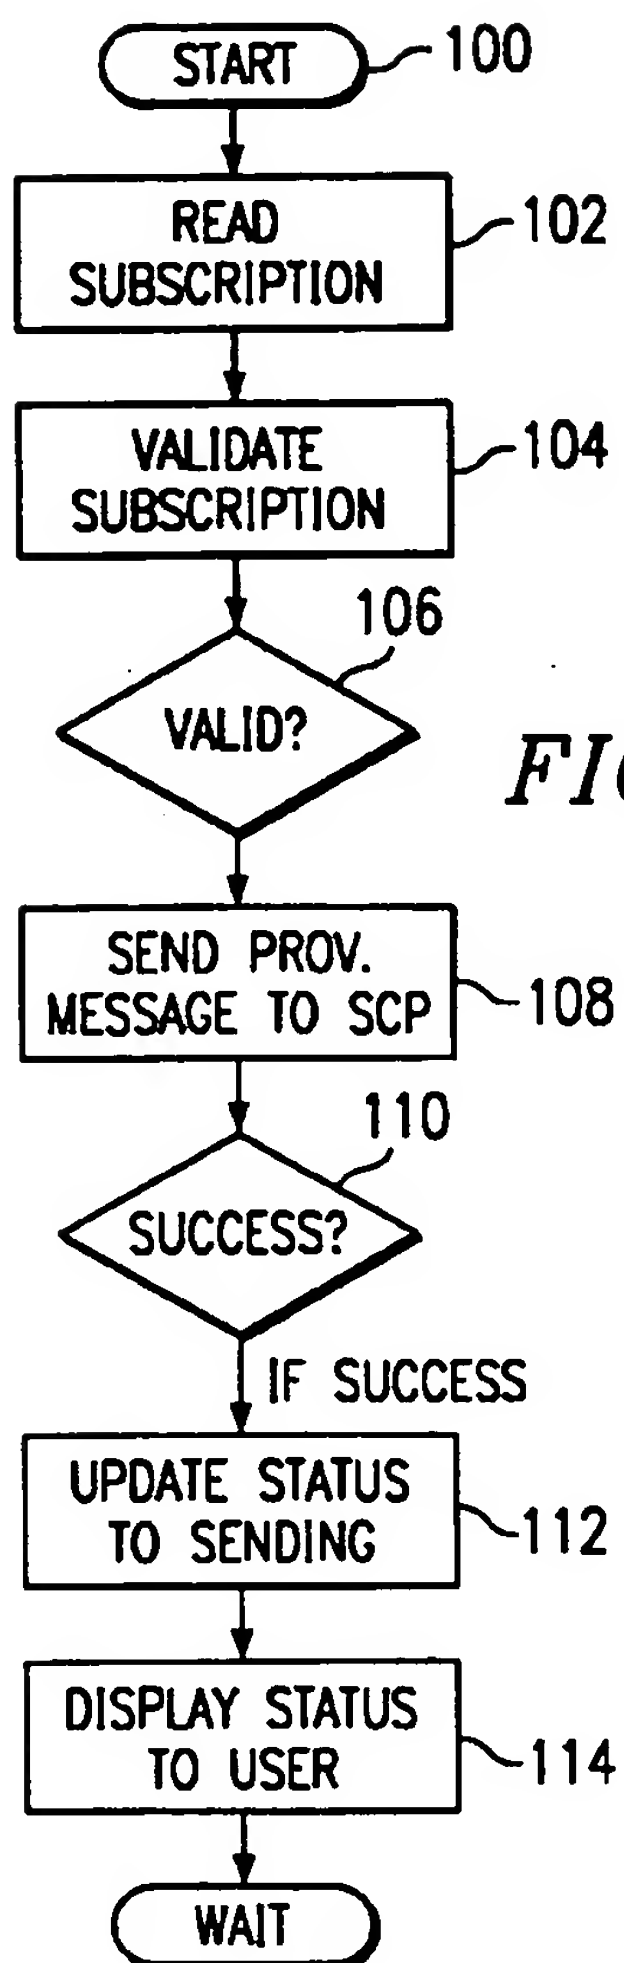 START
100
READ
SUBSCRIPTION
102
VALIDATE
SUBSCRIPTION
104
106
VALID?
SEND PROV.
MESSAGE TO SCP
108
110
SUCCESS?
IF SUCCESS
UPDATE STATUS
TO SENDING
112
DISPLAY STATUS
TO USER
114
WAIT